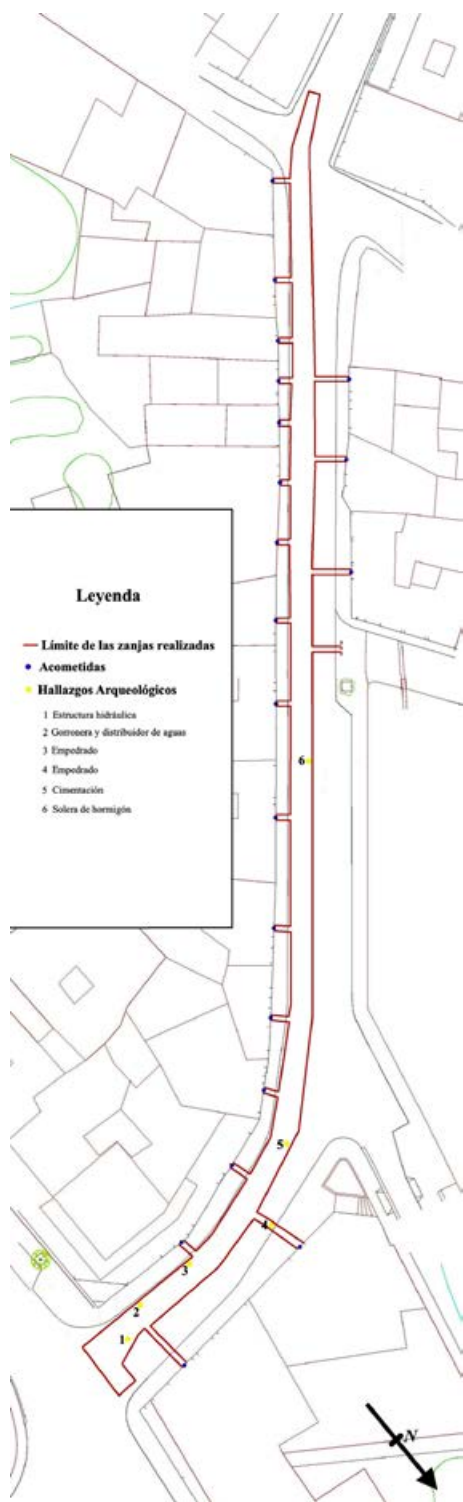 Leyenda
Límite de las zanjas realizadas
Acometidas
Hallazgos Arqueológicos
1 Estructura hidráulica
2 Gorronera y distribuidor de aguas
3 Empedrado
4 Empedrado
5 Cimentación
6 Solera de hormigón
6
5
4
3
2
1
N